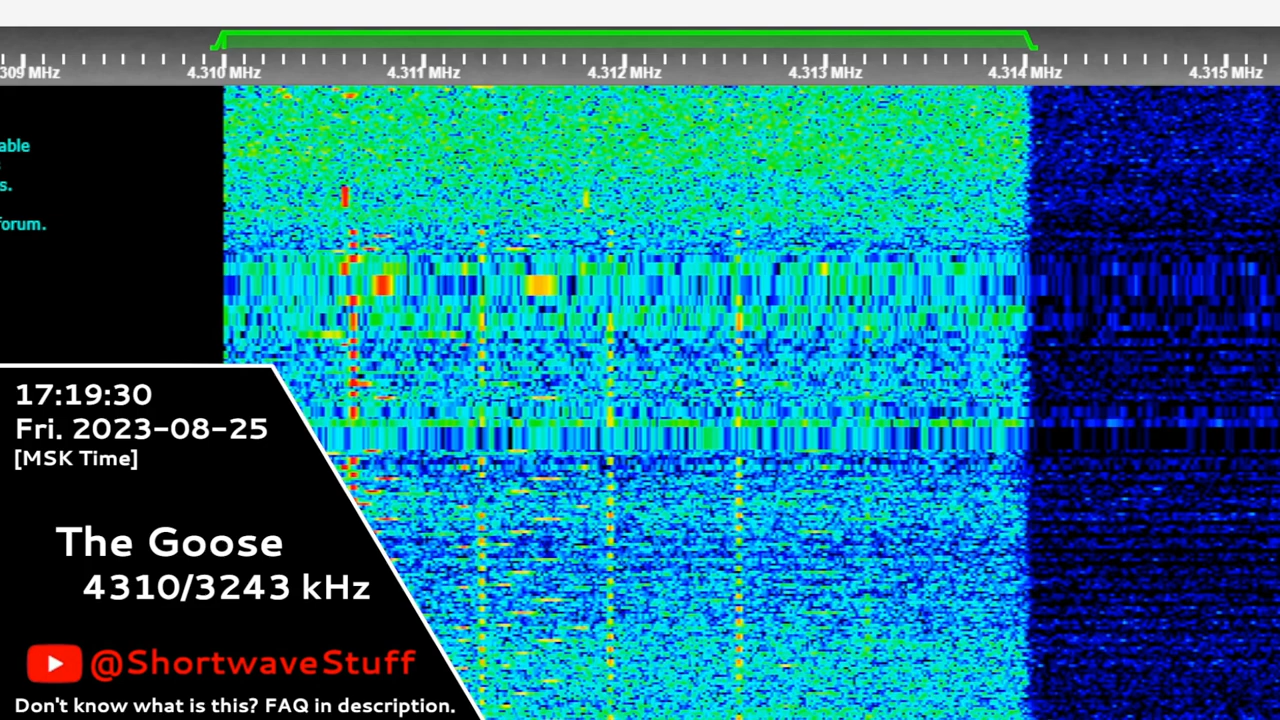 309 MHz 4.310 MHz 4.311 MHz 4.312 MHz 4.313 MHz 4.314 MHz 4.315 MHz
able
s.
forum.
17:19:30
Fri. 2023-08-25
[MSK Time]
The Goose
4310/3243 kHz
@ShortwaveStuff
Don't know what is this? FAQ in description.